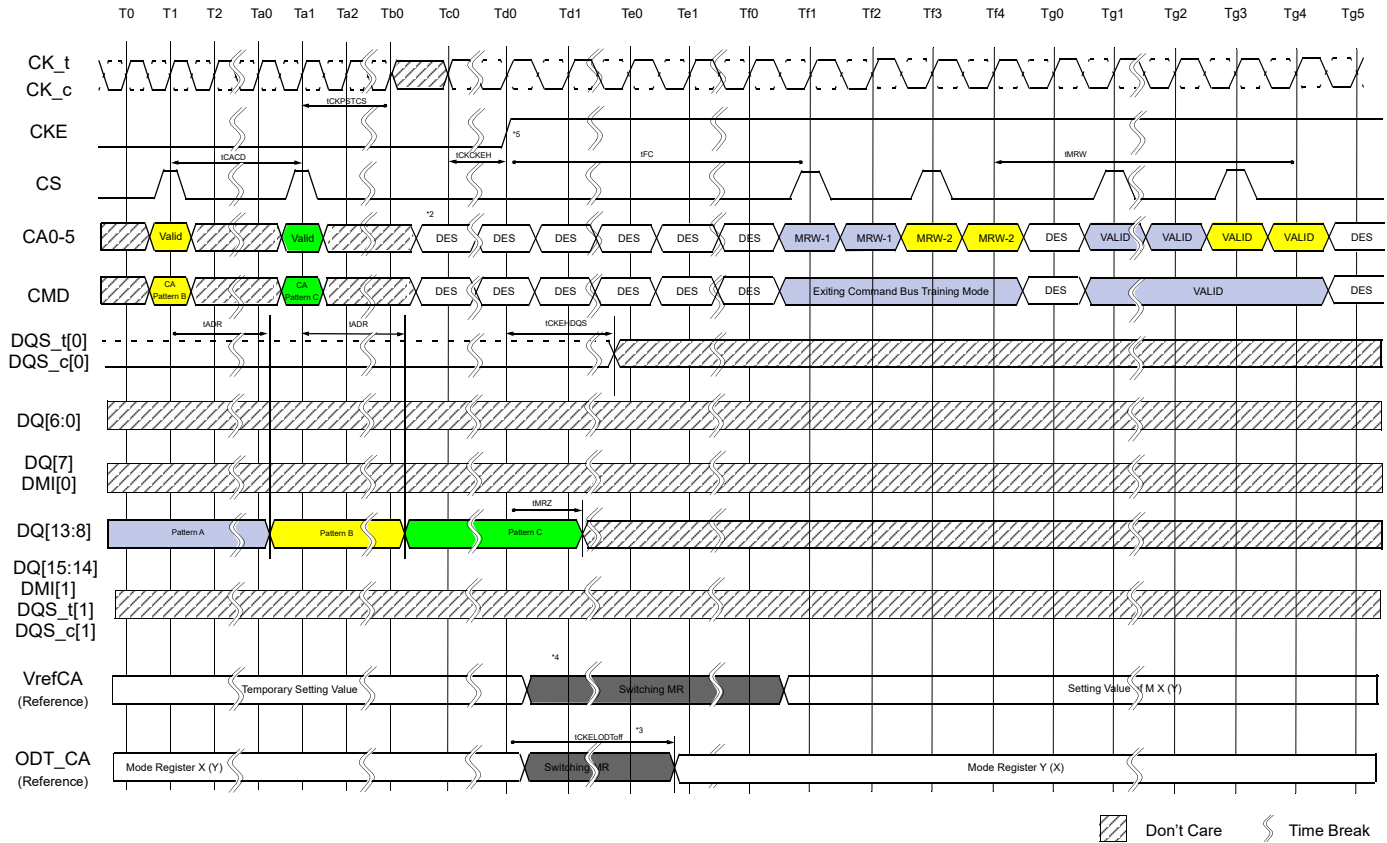 T0 T1 T2 Ta0 Ta1 Ta2 Tb0 Tc0 Td0 Td1 Te0 Te1 Tf0 Tf1 Tf2 Tf3 Tf4 Tg0 Tg1 Tg2 Tg3 Tg4 Tg5
CK_t
CK_c
tCKPSTCS
CKE
*5
tCACD tCKCKEH tFC tMRW
CS
*2
CA0-5 Valid Valid DES DES DES DES DES DES MRW-1 MRW-1 MRW-2 MRW-2 DES VALID VALID VALID VALID DES
CMD CA Pattern B CA Pattern C DES DES DES DES DES DES Exiting Command Bus Training Mode DES VALID DES
tADR tADR tCKEHDQS
DQS_t[0]
DQS_c[0]
DQ[6:0]
DQ[7]
DMI[0]
tMRZ
DQ[13:8] Pattern A Pattern B Pattern C
DQ[15:14]
DMI[1]
DQS_t[1]
DQS_c[1]
*4
VrefCA Temporary Setting Value Switching MR Setting Value of M X (Y)
(Reference)
tCKELODToff *3
ODT_CA Mode Register X (Y) Switching MR Mode Register Y (X)
(Reference)
Don't Care Time Break